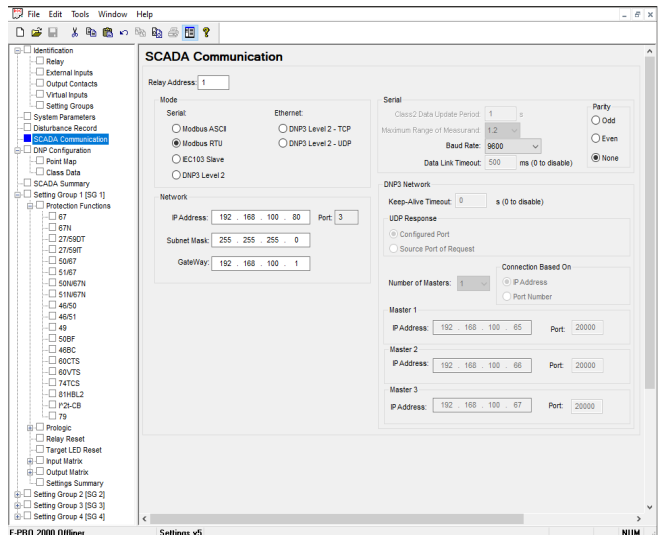 File Edit Tools Window Help
Identification
Relay
External Inputs
Output Contacts
Virtual Inputs
Setting Groups
System Parameters
Disturbance Record
SCADA Communication
DNP Configuration
Point Map
Class Data
SCADA Summary
Setting Group 1 [SG 1]
Protection Functions
67
67N
27/59DT
27/59IT
50/67
51/67
50N/67N
51N/67N
46/50
46/51
49
50BF
46BC
60CTS
60VTS
74TCS
81HBL2
I^2t-CB
79
Prologic
Relay Reset
Target LED Reset
Input Matrix
Output Matrix
Settings Summary
Setting Group 2 [SG 2]
Setting Group 3 [SG 3]
Setting Group 4 [SG 4]
SCADA Communication
Relay Address: 1
Mode
Serial: Ethernet:
Modbus ASCII DNP3 Level 2 - TCP
Modbus RTU DNP3 Level 2 - UDP
IEC103 Slave
DNP3 Level 2
Network
IP Address: 192 . 168 . 100 . 80 Port: 3
Subnet Mask: 255 . 255 . 255 . 0
GateWay: 192 . 168 . 100 . 1
Serial
Class2 Data Update Period: 1 s
Maximum Range of Measurand: 1.2
Baud Rate: 9600
Data Link Timeout: 500 ms (0 to disable)
Parity
Odd
Even
None
DNP3 Network
Keep-Alive Timeout: 0 s (0 to disable)
UDP Response
Configured Port
Source Port of Request
Number of Masters: 1
Connection Based On
IP Address
Port Number
Master 1
IP Address: 192 . 168 . 100 . 65 Port: 20000
Master 2
IP Address: 192 . 168 . 100 . 66 Port: 20000
Master 3
IP Address: 192 . 168 . 100 . 67 Port: 20000
F-PRO 2000 Offliner Settings v5 NUM